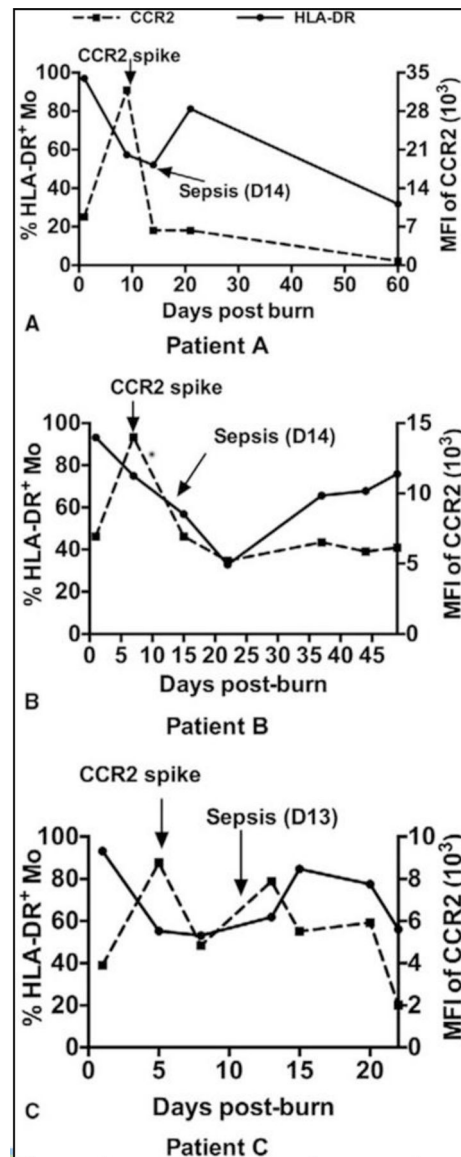 CCR2 HLA-DR
CCR2 spike
100
80
60
40
20
0
% HLA-DR+ Mo
35
28
21
14
7
0
MFI of CCR2 (10³)
Sepsis (D14)
0 10 20 30 40 50 60
Days post burn
A
Patient A
CCR2 spike
100
80
60
40
20
0
% HLA-DR+ Mo
15
10
5
0
MFI of CCR2 (10³)
*
Sepsis (D14)
0 5 10 15 20 25 30 35 40 45
Days post-burn
B
Patient B
CCR2 spike
Sepsis (D13)
100
80
60
40
20
0
% HLA-DR+ Mo
10
8
6
4
2
0
MFI of CCR2 (10³)
0 5 10 15 20
Days post-burn
C
Patient C